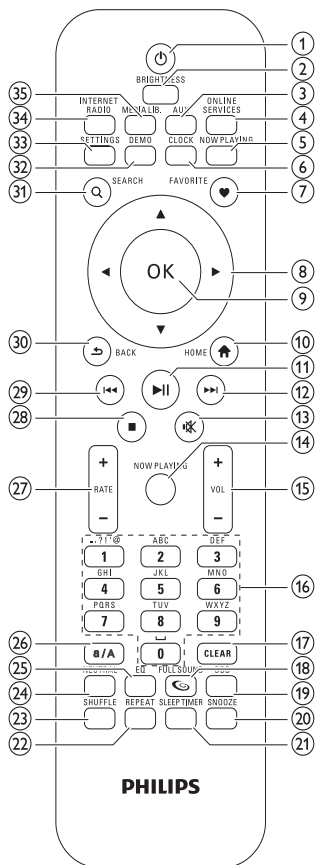 1
BRIGHTNESS
2
35 INTERNET RADIO MEDIA LIB. AUX ONLINE SERVICES 3
34 4
33 SETTINGS DEMO CLOCK NOW PLAYING 5
32 6
31 SEARCH FAVORITE 7
8
OK
9
30 BACK HOME 10
11
29 12
28 13
NOW PLAYING 14
27 + RATE − + VOL − 15
.,?!'@ ABC DEF
1 2 3
GHI JKL MNO 16
4 5 6
PQRS TUV WXYZ
7 8 9
26 a/A 0 CLEAR 17
25 NEUTRAL EQ FULL SOUND DBB 18
24 19
23 SHUFFLE REPEAT SLEEP TIMER SNOOZE 20
22 21
PHILIPS